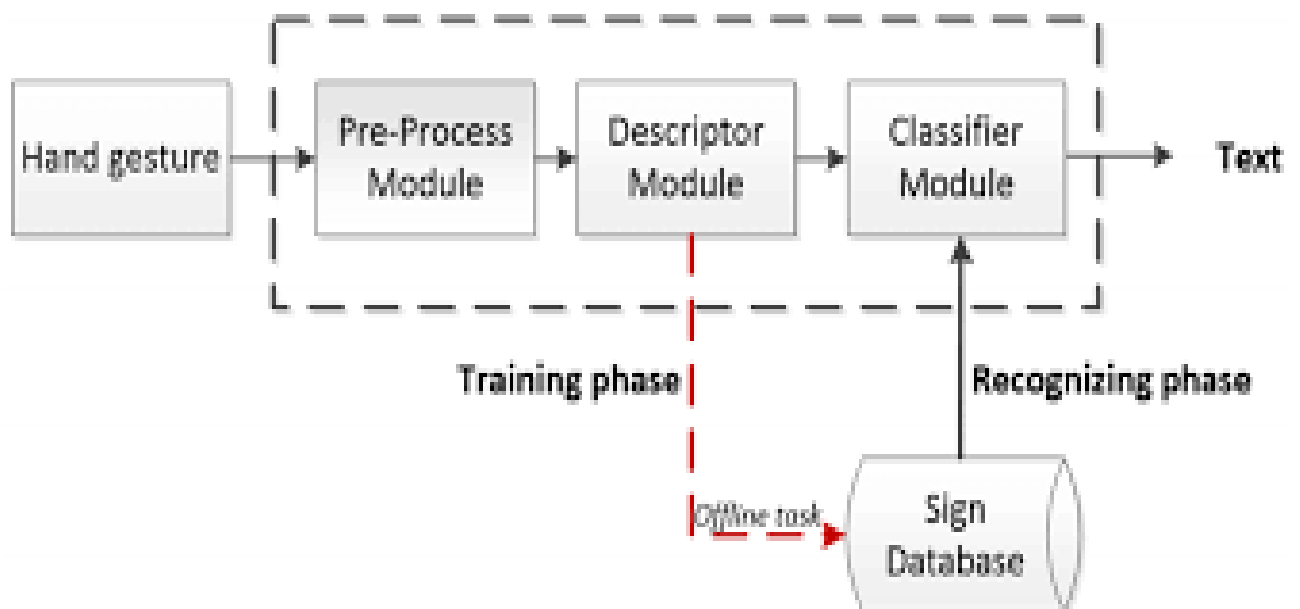 Hand gesture
Pre-Process
Module
Descriptor
Module
Classifier
Module
Text
Training phase
Recognizing phase
Offline task
Sign
Database